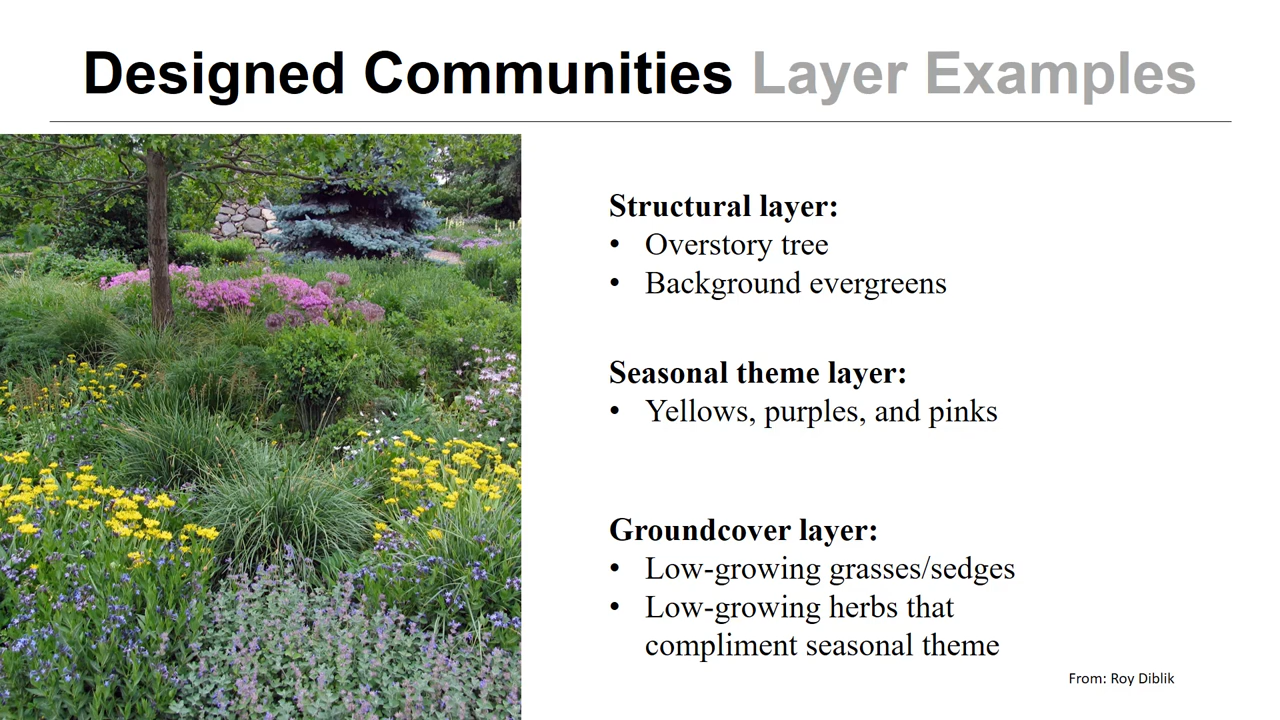 Designed Communities Layer Examples
Structural layer:
• Overstory tree
• Background evergreens
Seasonal theme layer:
• Yellows, purples, and pinks
Groundcover layer:
• Low-growing grasses/sedges
• Low-growing herbs that
compliment seasonal theme
From: Roy Diblik